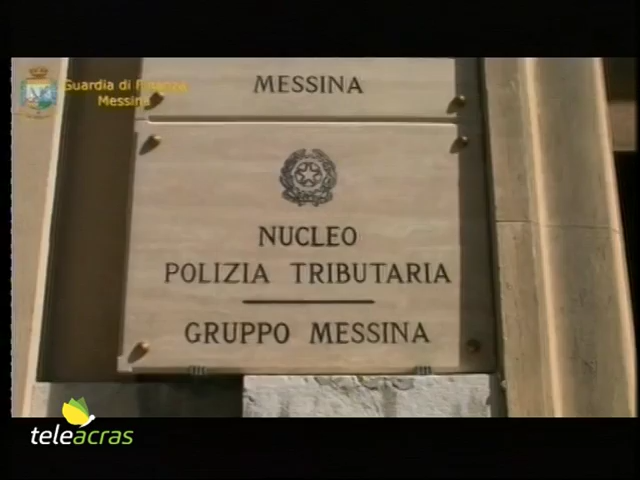 Guardia di Finanza
Messina
MESSINA
NUCLEO
POLIZIA TRIBUTARIA
GRUPPO MESSINA
teleacras